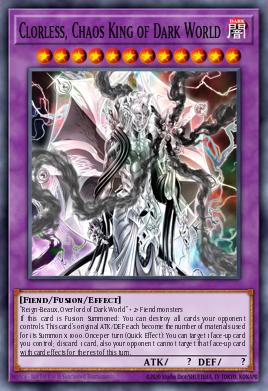 Clorless, Chaos King of Dark World
DARK
闇
[Fiend/Fusion/Effect]
"Reign-Beaux, Overlord of Dark World" + 2+ Fiend monsters
If this card is Fusion Summoned: You can destroy all cards your opponent
controls. This card's original ATK/DEF each become the number of materials used
for its Summon x 1000. Once per turn (Quick Effect): You can target 1 face-up card
you control; discard 1 card, also your opponent cannot target that face-up card
with card effects for the rest of this turn.
ATK/ ? DEF/ ?